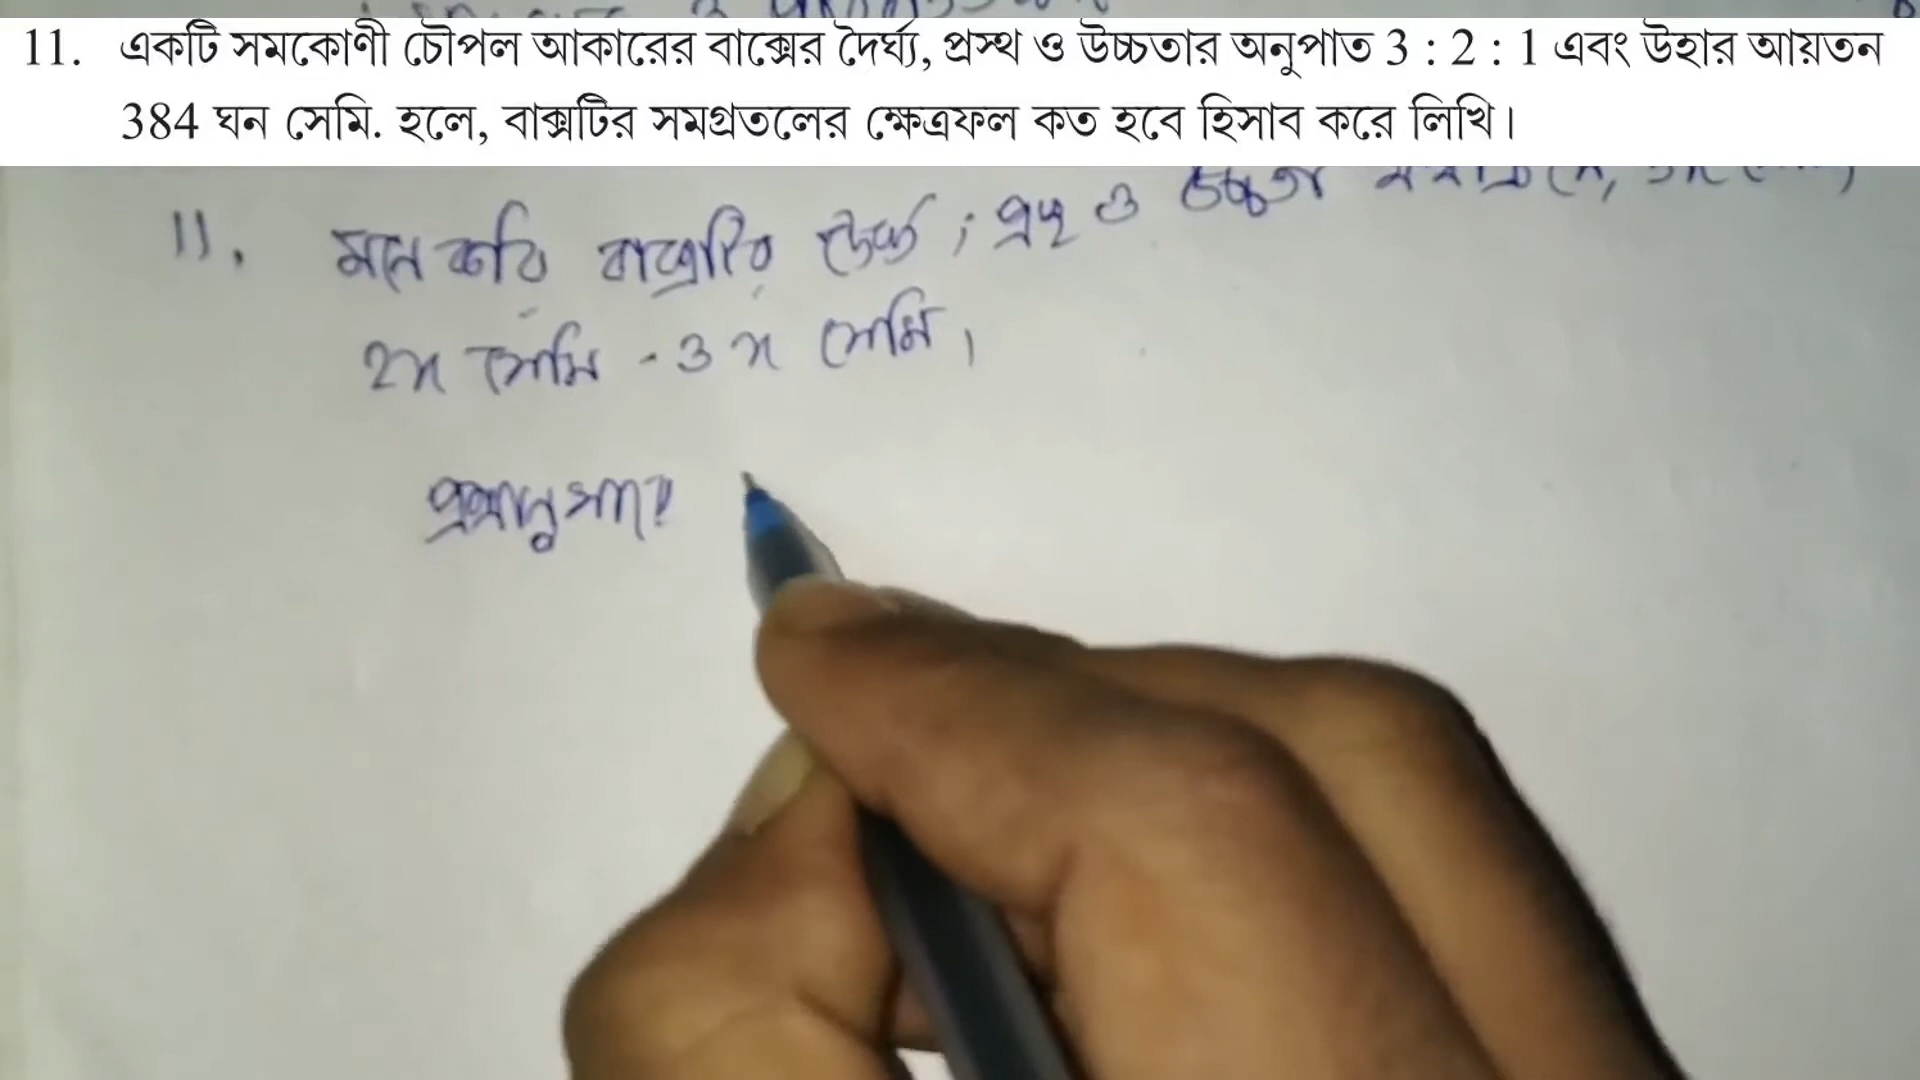 11. একটি সমকোণী চৌপল আকারের বাক্সের দৈর্ঘ্য, প্রস্থ ও উচ্চতার অনুপাত 3 : 2 : 1 এবং উহার আয়তন
384 ঘন সেমি. হলে, বাক্সটির সমগ্রতলের ক্ষেত্রফল কত হবে হিসাব করে লিখি।
11. মনে করি বাক্সটির দৈর্ঘ্য, প্রস্থ ও উচ্চতা
2x সেমি ও x সেমি।
প্রশ্নানুসারে